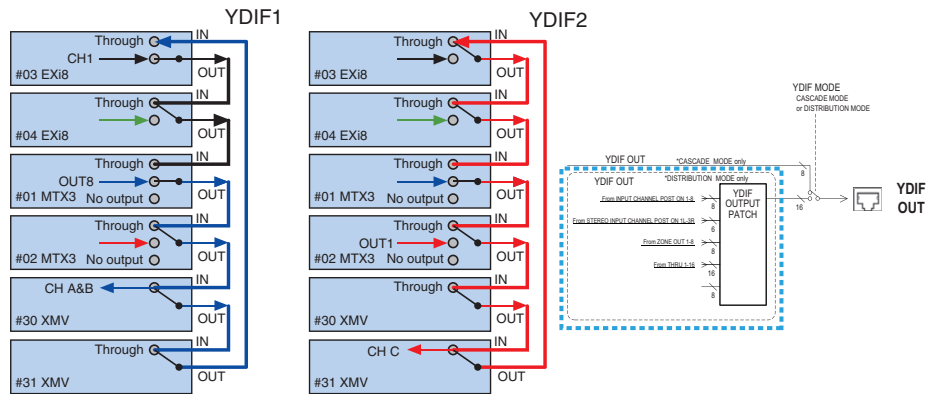 YDIF1
Through
IN
CH1
OUT
#03 EXi8
Through
IN
OUT
#04 EXi8
Through
IN
OUT8
OUT
#01 MTX3 No output
Through
IN
OUT
#02 MTX3 No output
CH A&B
IN
OUT
#30 XMV
Through
IN
OUT
#31 XMV
YDIF2
Through
IN
OUT
#03 EXi8
Through
IN
OUT
#04 EXi8
Through
IN
OUT
#01 MTX3 No output
Through
IN
OUT1
OUT
#02 MTX3 No output
Through
IN
OUT
#30 XMV
CH C
IN
OUT
#31 XMV
YDIF MODE
CASCADE MODE
or DISTRIBUTION MODE
YDIF OUT
*CASCADE MODE only
8
YDIF OUT
*DISTRIBUTION MODE only
From INPUT CHANNEL POST ON 1-8
8
From STEREO INPUT CHANNEL POST ON 1L-3R
6
From ZONE OUT 1-8
8
From THRU 1-16
16
8
YDIF
OUTPUT
PATCH
16
YDIF
OUT